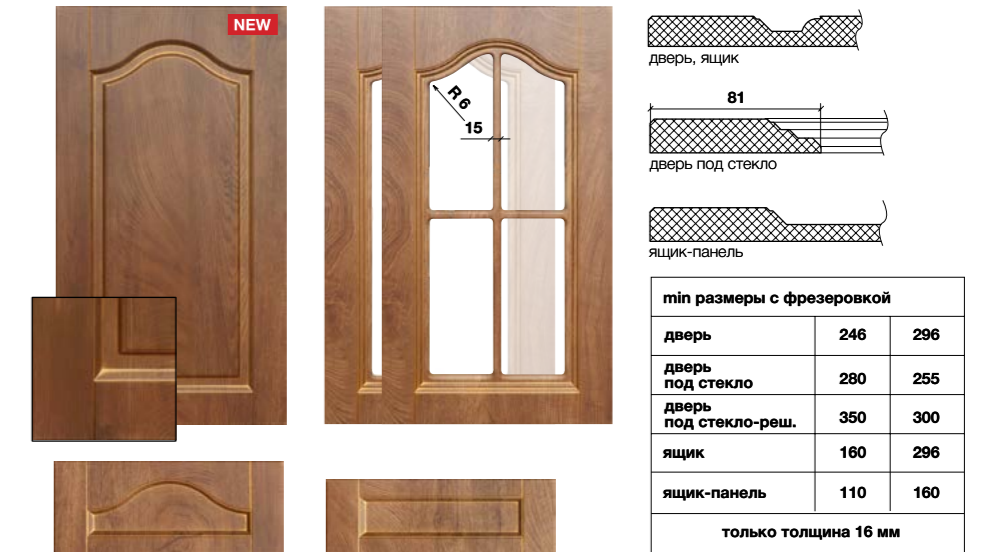 NEW
R 6
15
дверь, ящик
81
дверь под стекло
ящик-панель
min размеры с фрезеровкой
дверь 246 296
дверь
под стекло 280 255
дверь
под стекло-реш. 350 300
ящик 160 296
ящик-панель 110 160
только толщина 16 мм